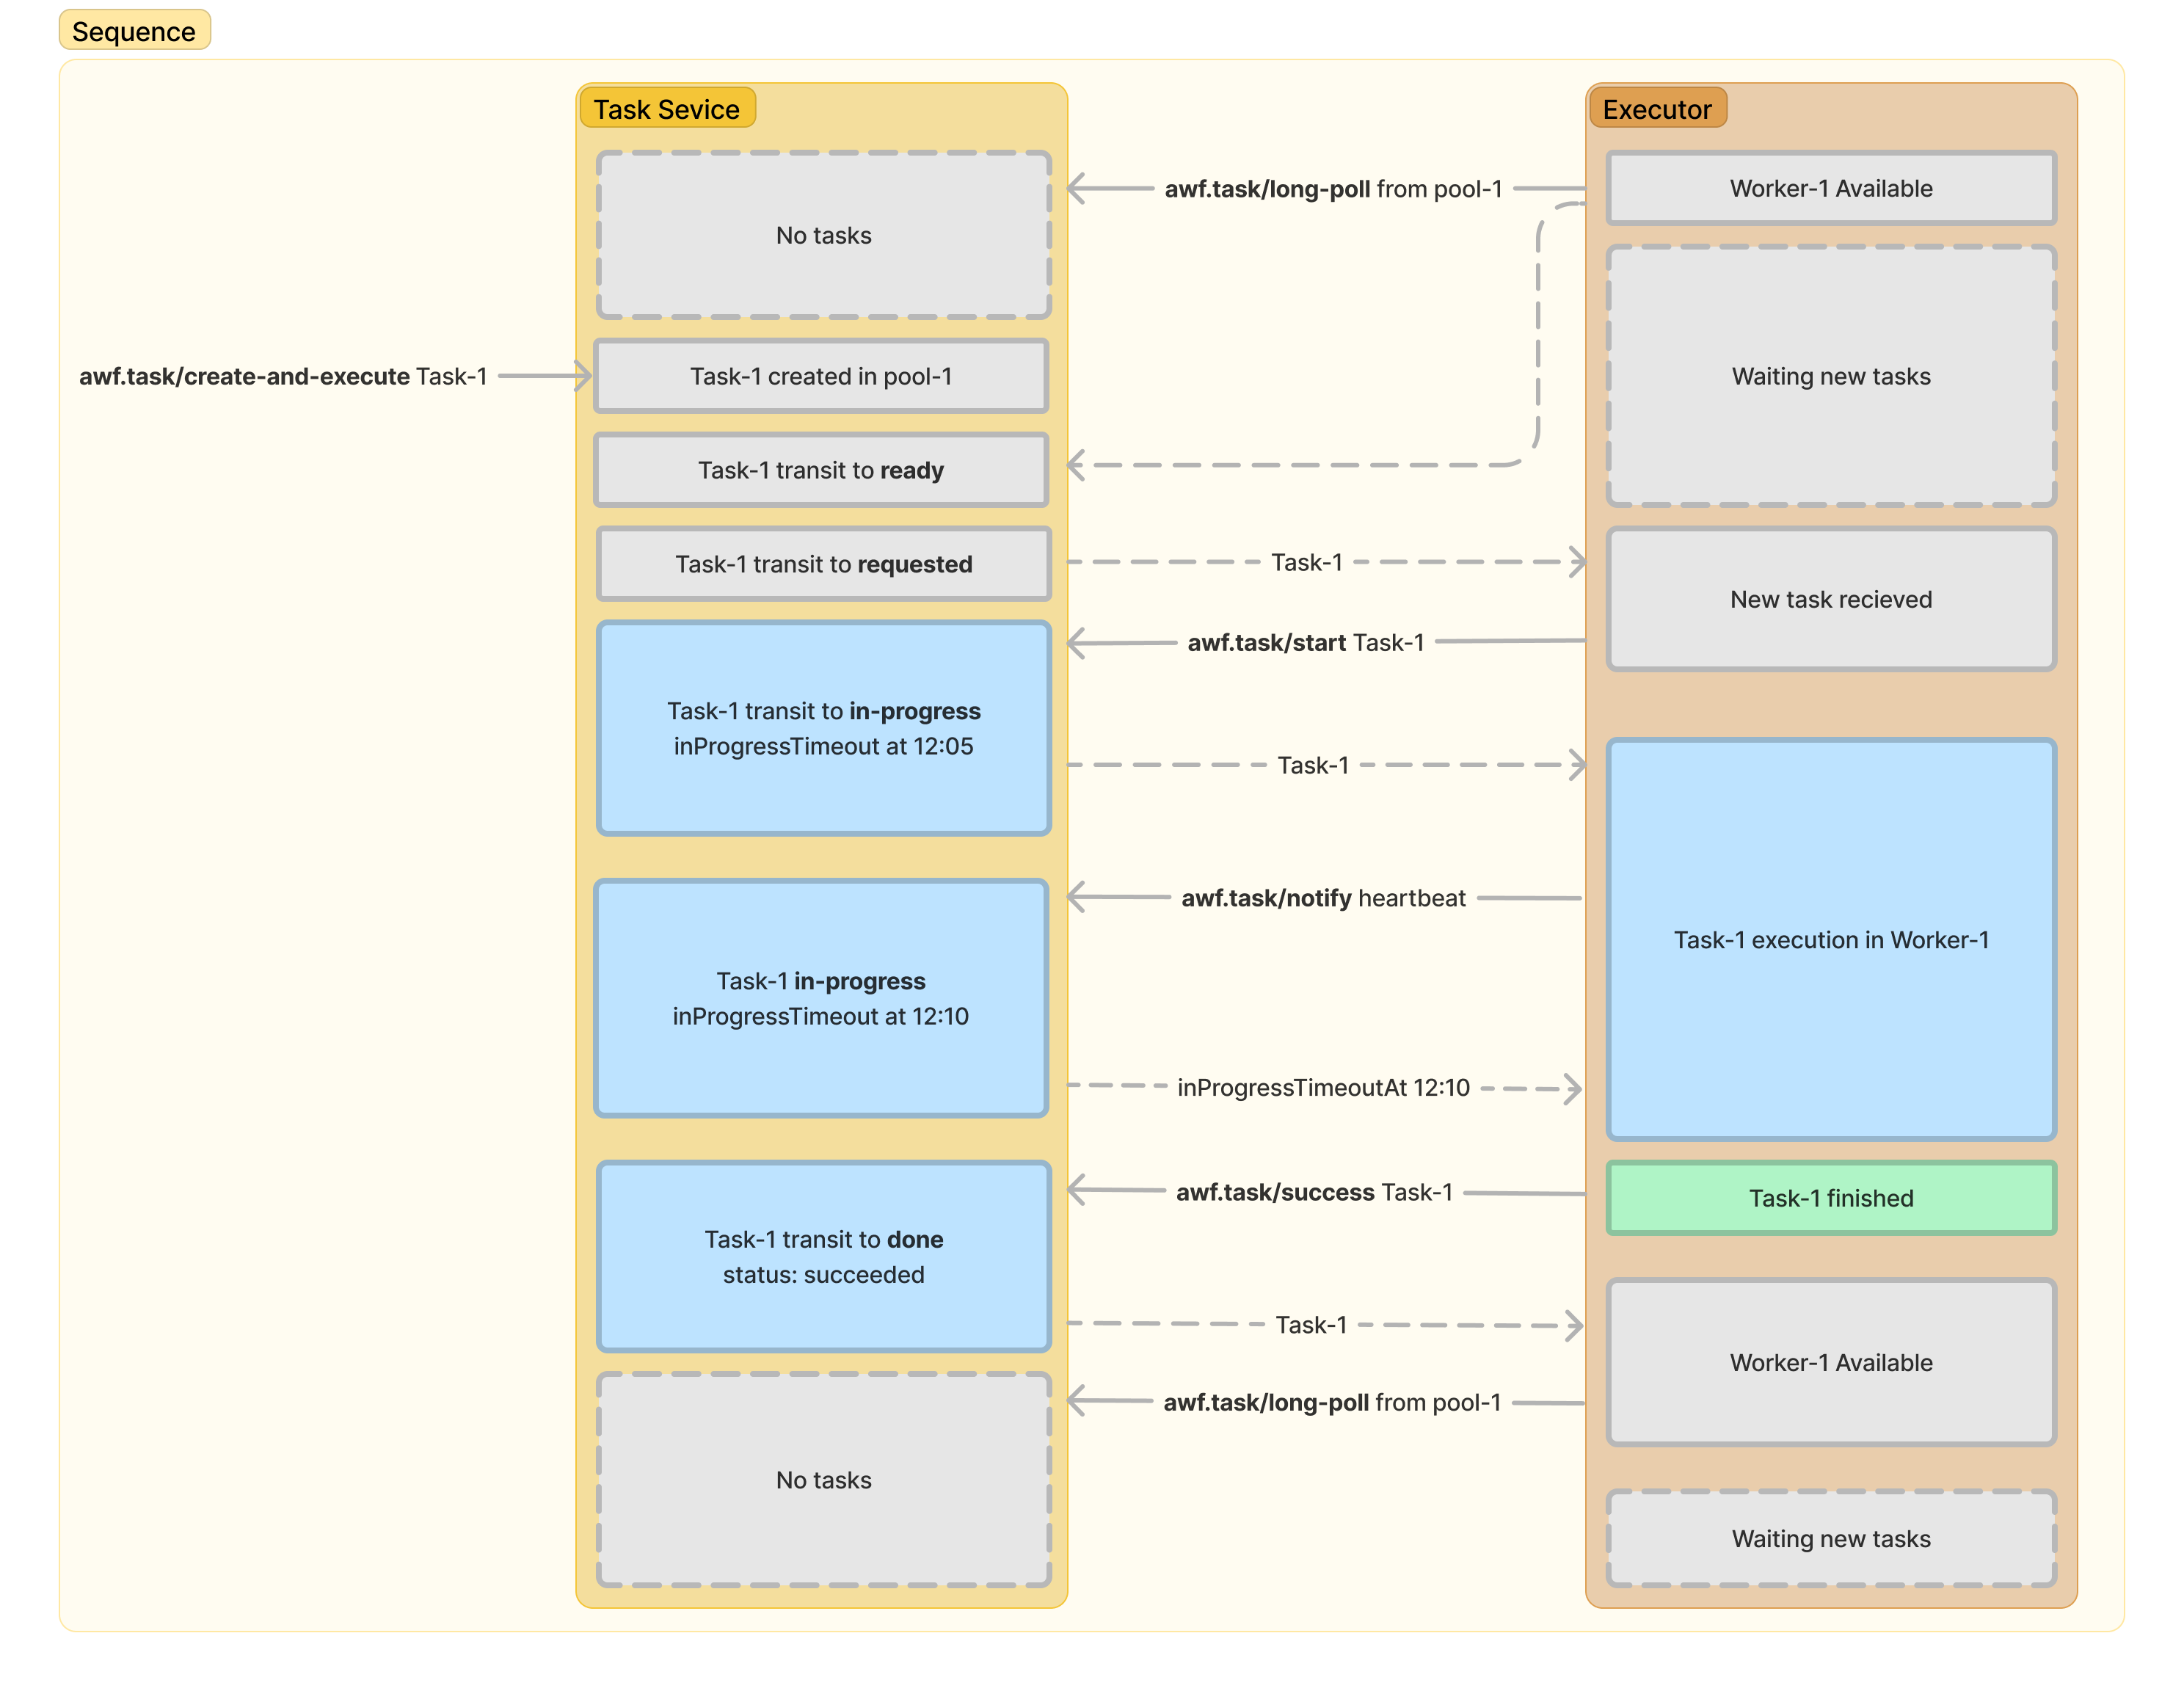 Sequence
Task Sevice
Executor
awf.task/long-poll from pool-1
Worker-1 Available
No tasks
awf.task/create-and-execute Task-1
Task-1 created in pool-1
Waiting new tasks
Task-1 transit to ready
Task-1 transit to requested
Task-1
New task recieved
awf.task/start Task-1
Task-1 transit to in-progress
inProgressTimeout at 12:05
Task-1
awf.task/notify heartbeat
Task-1 execution in Worker-1
Task-1 in-progress
inProgressTimeout at 12:10
inProgressTimeoutAt 12:10
awf.task/success Task-1
Task-1 finished
Task-1 transit to done
status: succeeded
Task-1
Worker-1 Available
awf.task/long-poll from pool-1
No tasks
Waiting new tasks